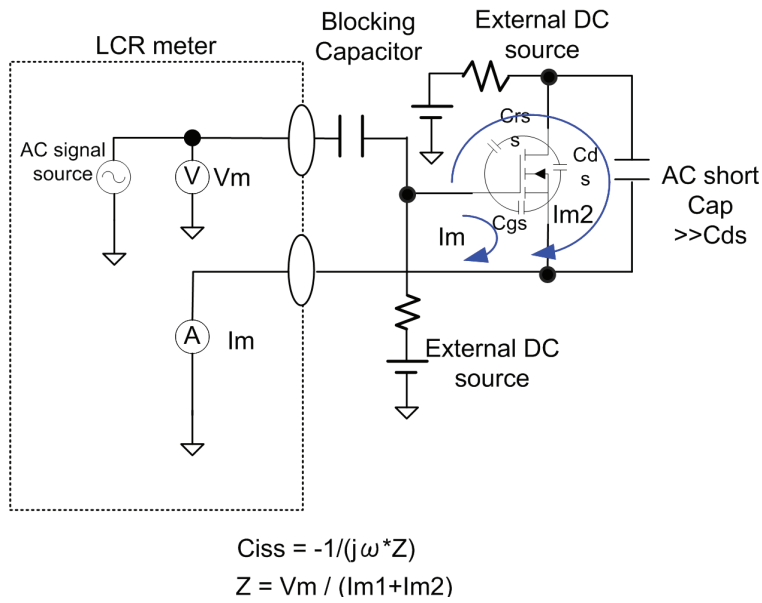 LCR meter
Blocking
Capacitor
External DC
source
AC signal
source
V
Vm
Crs
s
Cd
s
Cgs
Im
Im2
AC short
Cap
>>Cds
A
Im
External DC
source
Ciss = -1/(jω*Z)
Z = Vm / (Im1+Im2)